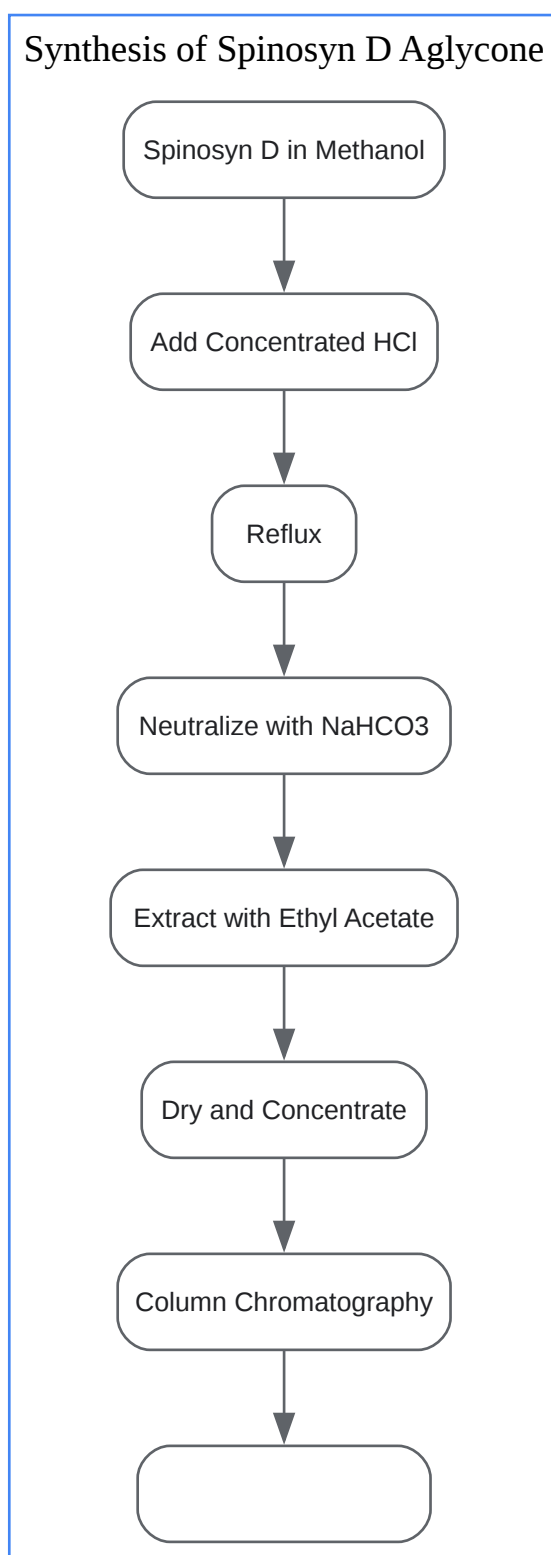 Synthesis of Spinosyn D Aglycone
Spinosyn D in Methanol
Add Concentrated HCl
Reflux
Neutralize with NaHCO3
Extract with Ethyl Acetate
Dry and Concentrate
Column Chromatography